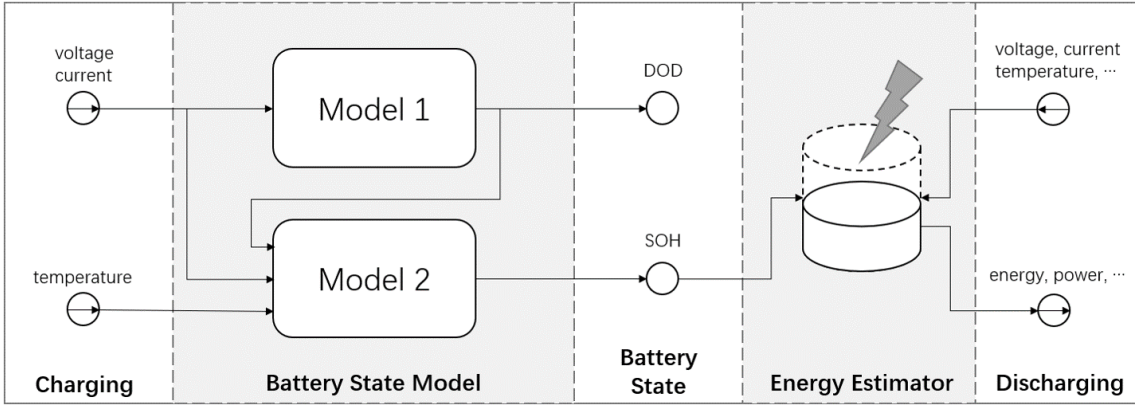 voltage
current
Model 1
DOD
voltage, current
temperature, ···
temperature
Model 2
SOH
energy, power, ···
Charging
Battery State Model
Battery
State
Energy Estimator
Discharging